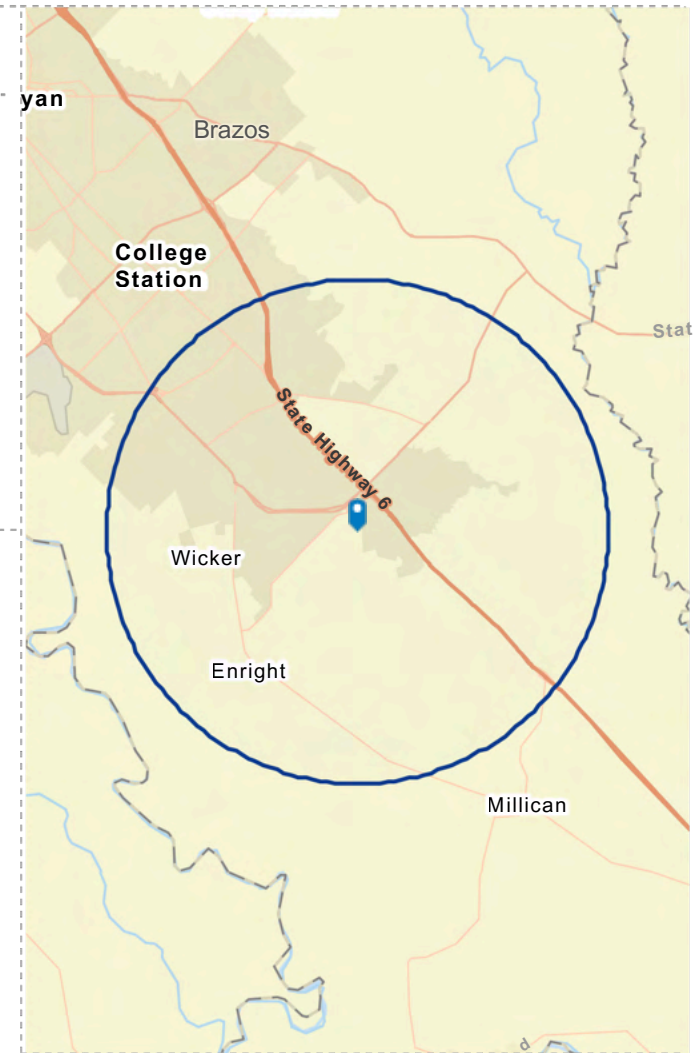 yan
Brazos
College
Station
Stat
State Highway 6
Wicker
Enright
Millican
d